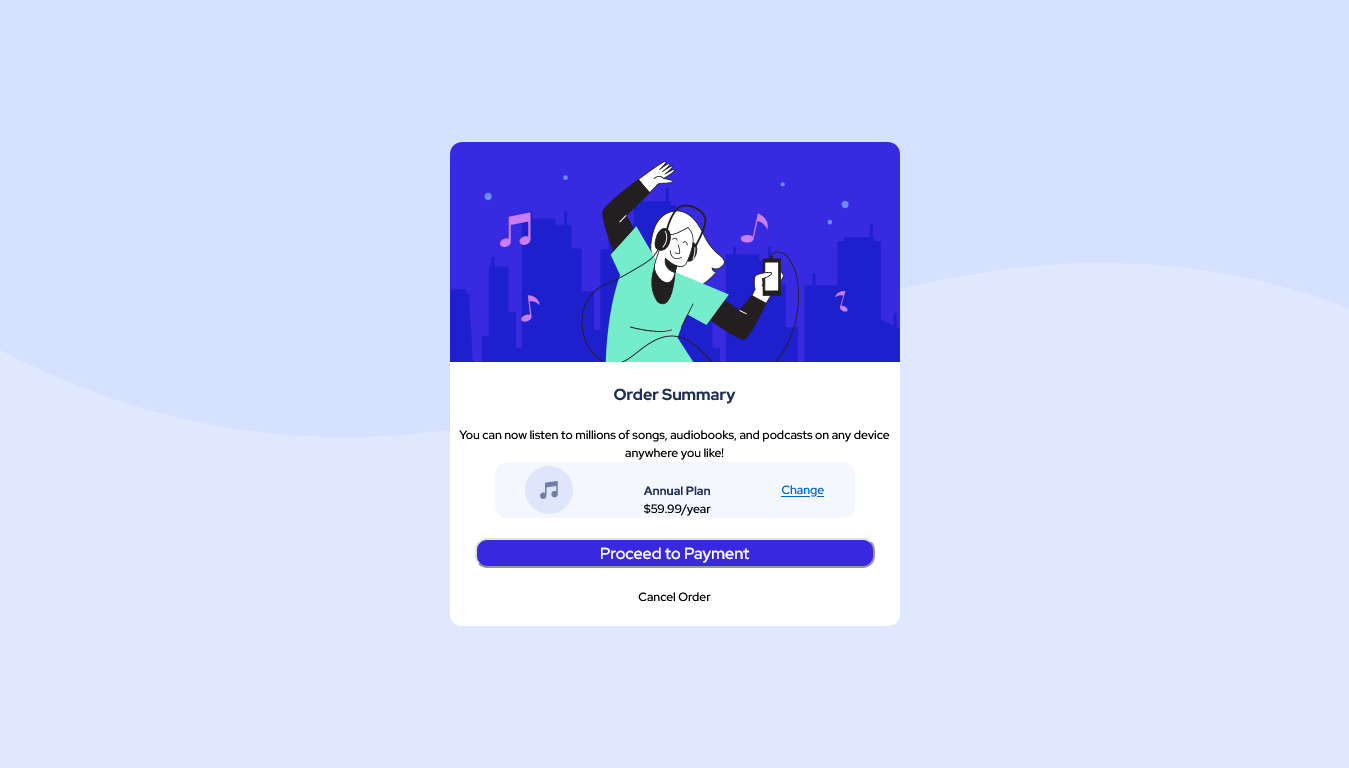 Order Summary
You can now listen to millions of songs, audiobooks, and podcasts on any device
anywhere you like!
Annual Plan
$59.99/year
Change
Proceed to Payment
Cancel Order